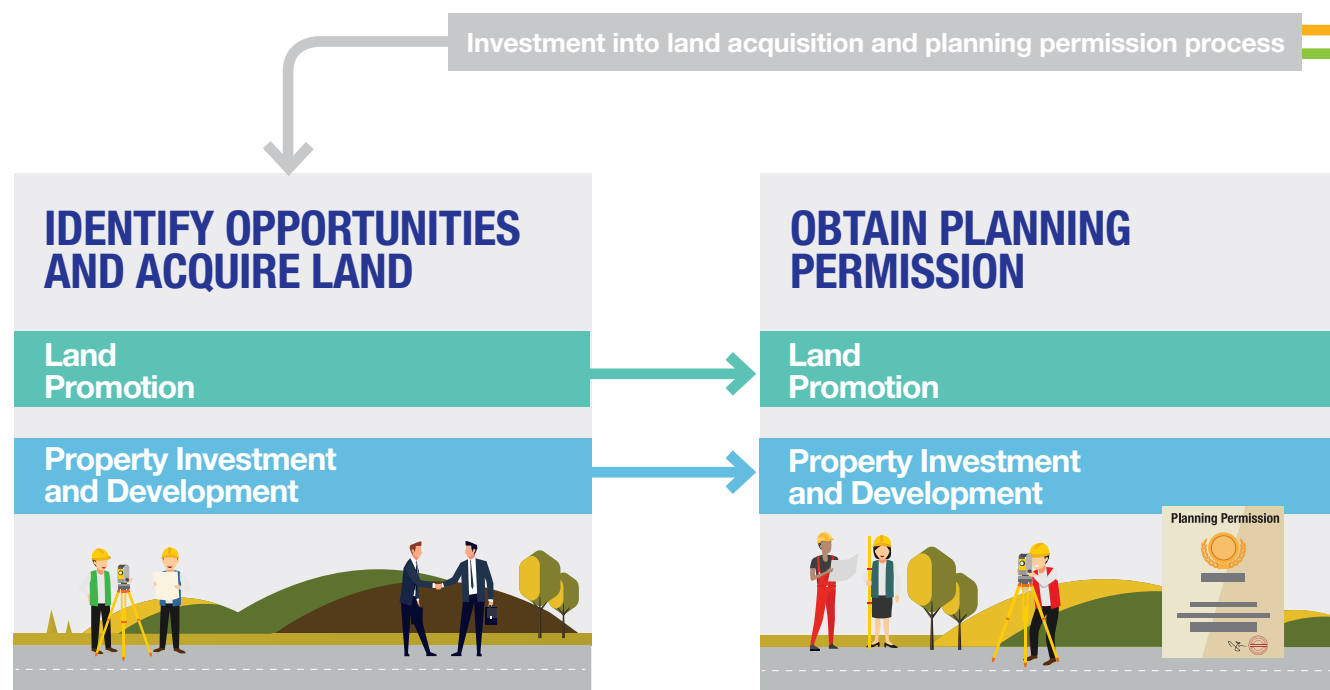 Investment into land acquisition and planning permission process
IDENTIFY OPPORTUNITIES
AND ACQUIRE LAND
Land
Promotion
Property Investment
and Development
OBTAIN PLANNING
PERMISSION
Land
Promotion
Property Investment
and Development
Planning Permission